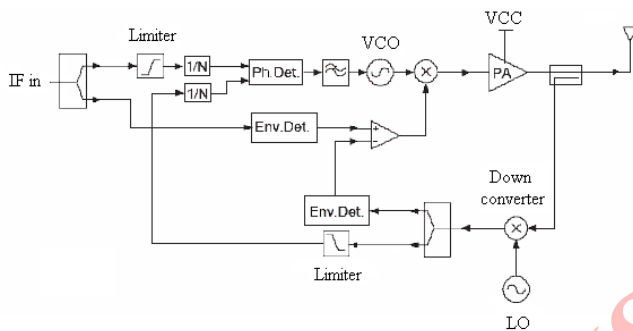 VCC
Limiter
VCO
IF in
1/N
Ph.Det.
PA
1/N
Env.Det.
+
-
Down
converter
Env.Det.
Limiter
LO